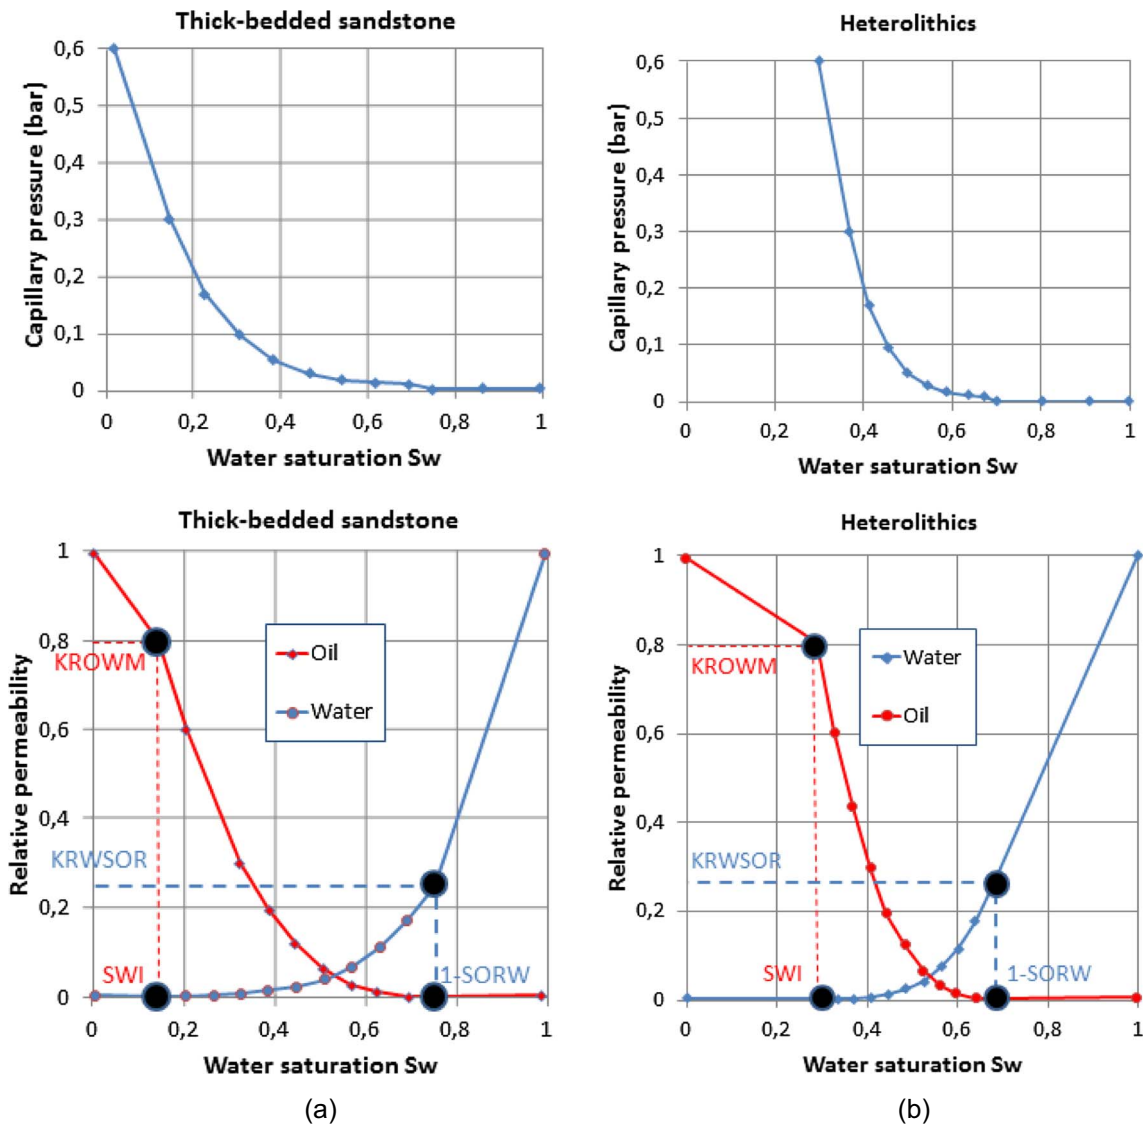 Thick-bedded sandstone
0,6
0,5
0,4
0,3
0,2
0,1
0
Capillary pressure (bar)
0 0,2 0,4 0,6 0,8 1
Water saturation Sw
Heterolithics
0,6
0,5
0,4
0,3
0,2
0,1
0
Capillary pressure (bar)
0 0,2 0,4 0,6 0,8 1
Water saturation Sw
Thick-bedded sandstone
1
0,8
0,6
0,4
0,2
0
Relative permeability
KROWM
Oil
Water
KRWSOR
SWI
1-SORW
0 0,2 0,4 0,6 0,8 1
Water saturation Sw
(a)
Heterolithics
1
0,8
0,6
0,4
0,2
0
Relative permeability
KROWM
Water
Oil
KRWSOR
SWI
1-SORW
0 0,2 0,4 0,6 0,8 1
Water saturation Sw
(b)